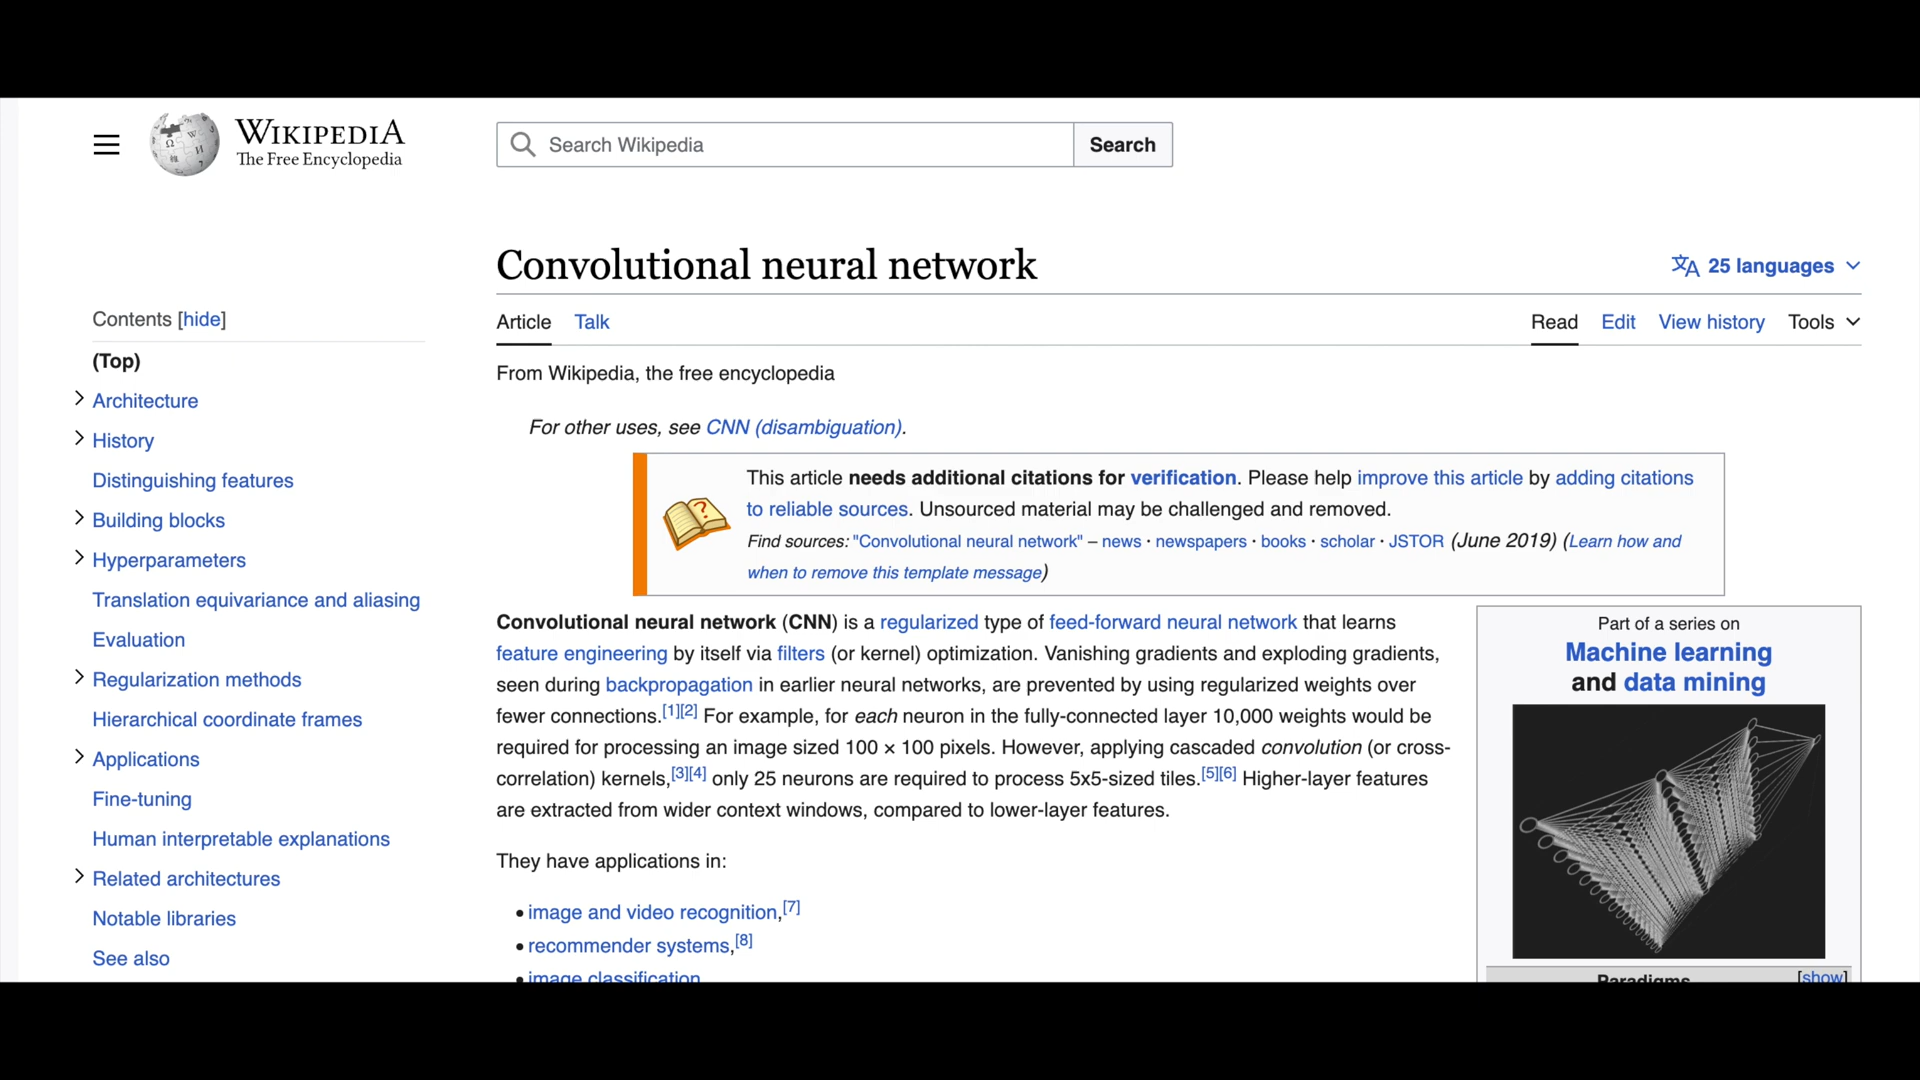 WIKIPEDIA
The Free Encyclopedia
Search Wikipedia
Search
Convolutional neural network
25 languages
Contents [hide]
(Top)
Architecture
History
Distinguishing features
Building blocks
Hyperparameters
Translation equivariance and aliasing
Evaluation
Regularization methods
Hierarchical coordinate frames
Applications
Fine-tuning
Human interpretable explanations
Related architectures
Notable libraries
See also
Article Talk
Read Edit View history Tools
From Wikipedia, the free encyclopedia
For other uses, see CNN (disambiguation).
This article needs additional citations for verification. Please help improve this article by adding citations
to reliable sources. Unsourced material may be challenged and removed.
Find sources: "Convolutional neural network" – news · newspapers · books · scholar · JSTOR (June 2019) (Learn how and
when to remove this template message)
Convolutional neural network (CNN) is a regularized type of feed-forward neural network that learns
feature engineering by itself via filters (or kernel) optimization. Vanishing gradients and exploding gradients,
seen during backpropagation in earlier neural networks, are prevented by using regularized weights over
fewer connections.[1][2] For example, for each neuron in the fully-connected layer 10,000 weights would be
required for processing an image sized 100 × 100 pixels. However, applying cascaded convolution (or cross-
correlation) kernels,[3][4] only 25 neurons are required to process 5x5-sized tiles.[5][6] Higher-layer features
are extracted from wider context windows, compared to lower-layer features.
They have applications in:
• image and video recognition,[7]
• recommender systems,[8]
• image classification
Part of a series on
Machine learning
and data mining
Paradigms [show]